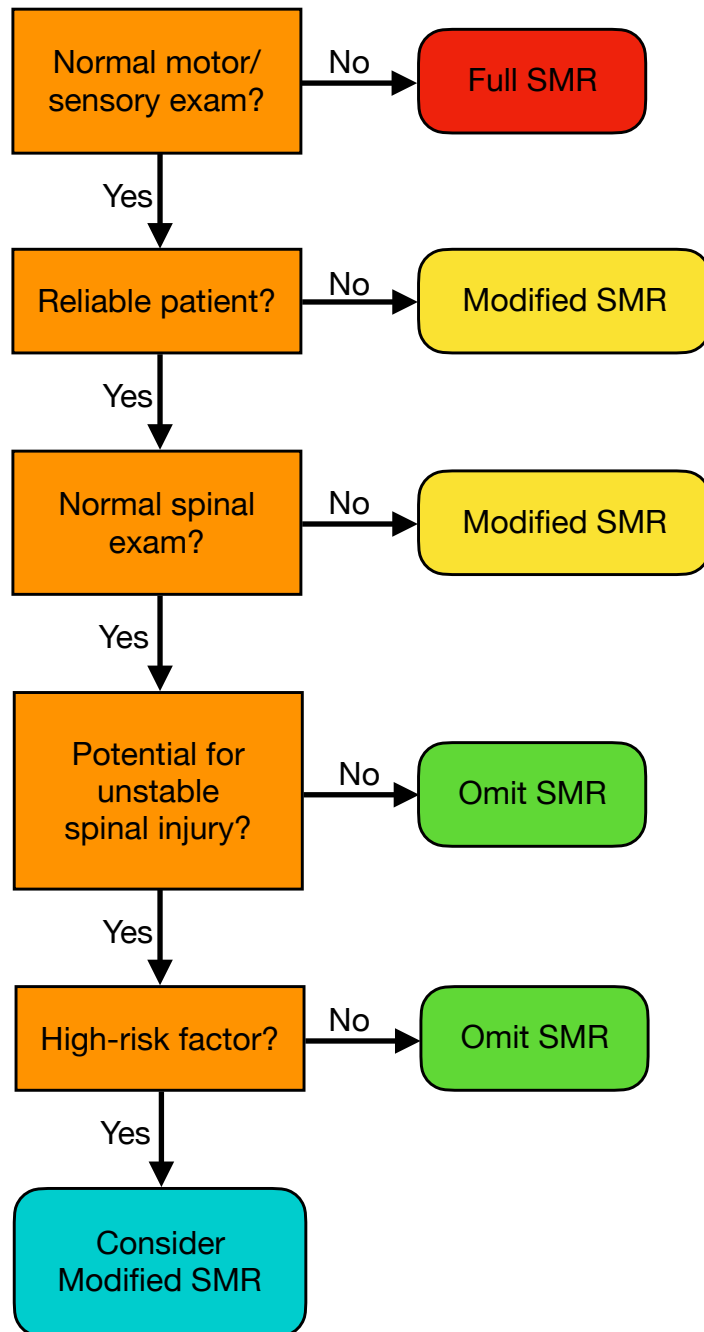 Normal motor/
sensory exam?
No
Full SMR
Yes
Reliable patient?
No
Modified SMR
Yes
Normal spinal
exam?
No
Modified SMR
Yes
Potential for
unstable
spinal injury?
No
Omit SMR
Yes
High-risk factor?
No
Omit SMR
Yes
Consider
Modified SMR